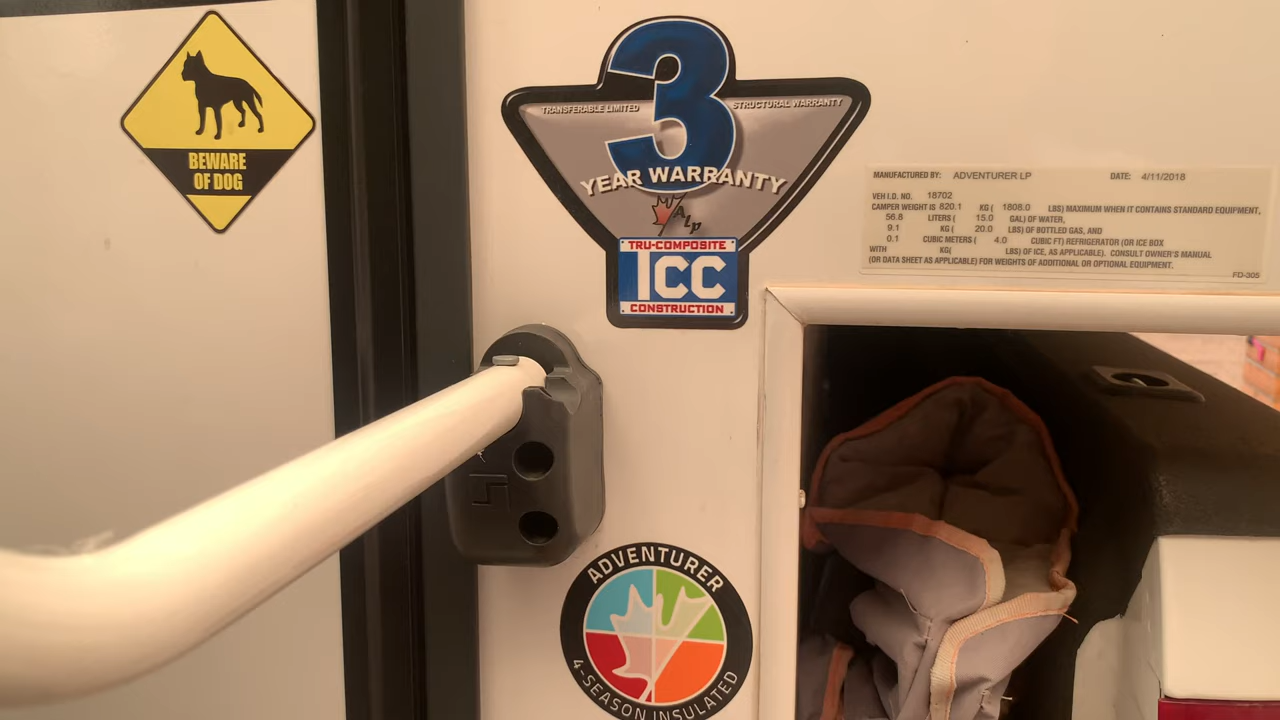 BEWARE
OF DOG
3
TRANSFERABLE LIMITED STRUCTURAL WARRANTY
YEAR WARRANTY
Alp
TRU-COMPOSITE
TCC
CONSTRUCTION
MANUFACTURED BY: ADVENTURER LP DATE: 4/11/2018
VEH I.D. NO. 18702
CAMPER WEIGHT IS 820.1 KG ( 1808.0 LBS) MAXIMUM WHEN IT CONTAINS STANDARD EQUIPMENT,
56.8 LITERS ( 15.0 GAL) OF WATER,
9.1 KG ( 20.0 LBS) OF BOTTLED GAS, AND
0.1 CUBIC METERS ( 4.0 CUBIC FT) REFRIGERATOR (OR ICE BOX
WITH KG( LBS) OF ICE, AS APPLICABLE). CONSULT OWNER'S MANUAL
(OR DATA SHEET AS APPLICABLE) FOR WEIGHTS OF ADDITIONAL OR OPTIONAL EQUIPMENT.
FD-305
ADVENTURER
4-SEASON INSULATED